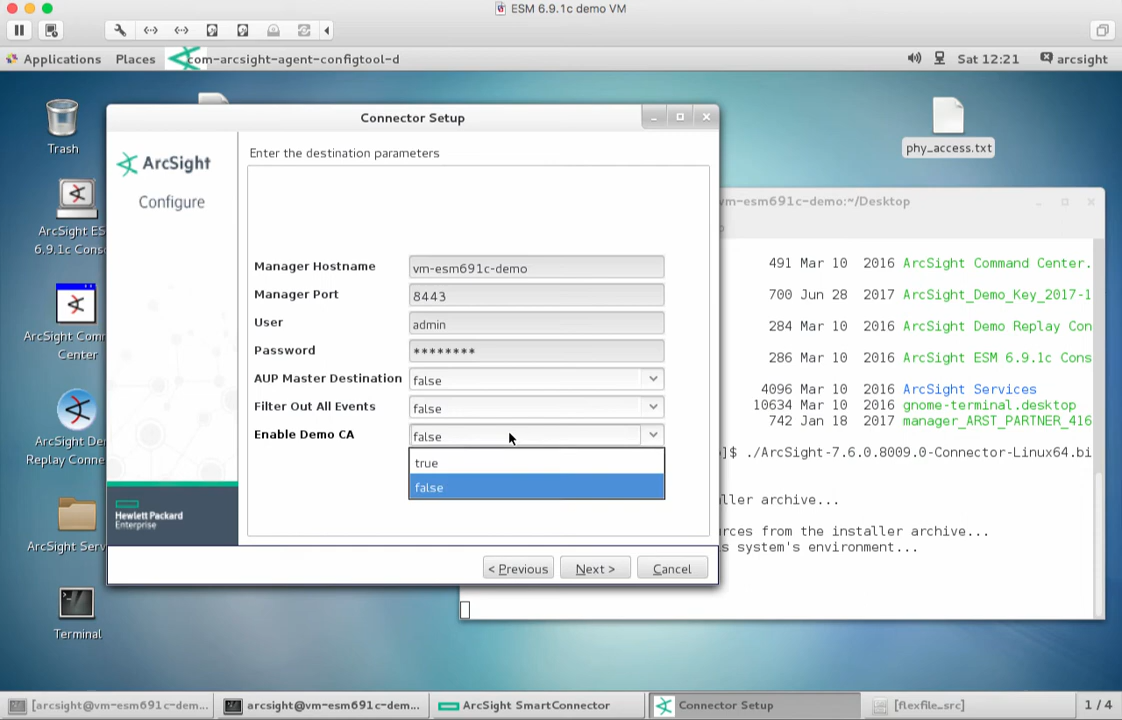 ESM 6.9.1c demo VM
Applications Places com-arcsight-agent-configtool-d Sat 12:21 arcsight
Trash
ArcSight ES
6.9.1c Cons
ArcSight Com
Center
ArcSight De
Replay Conne
ArcSight Serv
Terminal
phy_access.txt
Connector Setup
ArcSight
Configure
Hewlett Packard
Enterprise
Enter the destination parameters
Manager Hostname vm-esm691c-demo
Manager Port 8443
User admin
Password ********
AUP Master Destination false
Filter Out All Events false
Enable Demo CA false
true
false
< Previous Next > Cancel
vm-esm691c-demo:~/Desktop
491 Mar 10 2016 ArcSight Command Center.
700 Jun 28 2017 ArcSight_Demo_Key_2017-1
284 Mar 10 2016 ArcSight Demo Replay Con
286 Mar 10 2016 ArcSight ESM 6.9.1c Cons
4096 Mar 10 2016 ArcSight Services
10634 Mar 10 2016 gnome-terminal.desktop
742 Jan 18 2017 manager_ARST_PARTNER_416
]$ ./ArcSight-7.6.0.8009.0-Connector-Linux64.bi
ller archive...
rces from the installer archive...
s system's environment...
[arcsight@vm-esm691c-dem... arcsight@vm-esm691c-demo... ArcSight SmartConnector Connector Setup [flexfile_src] 1 / 4